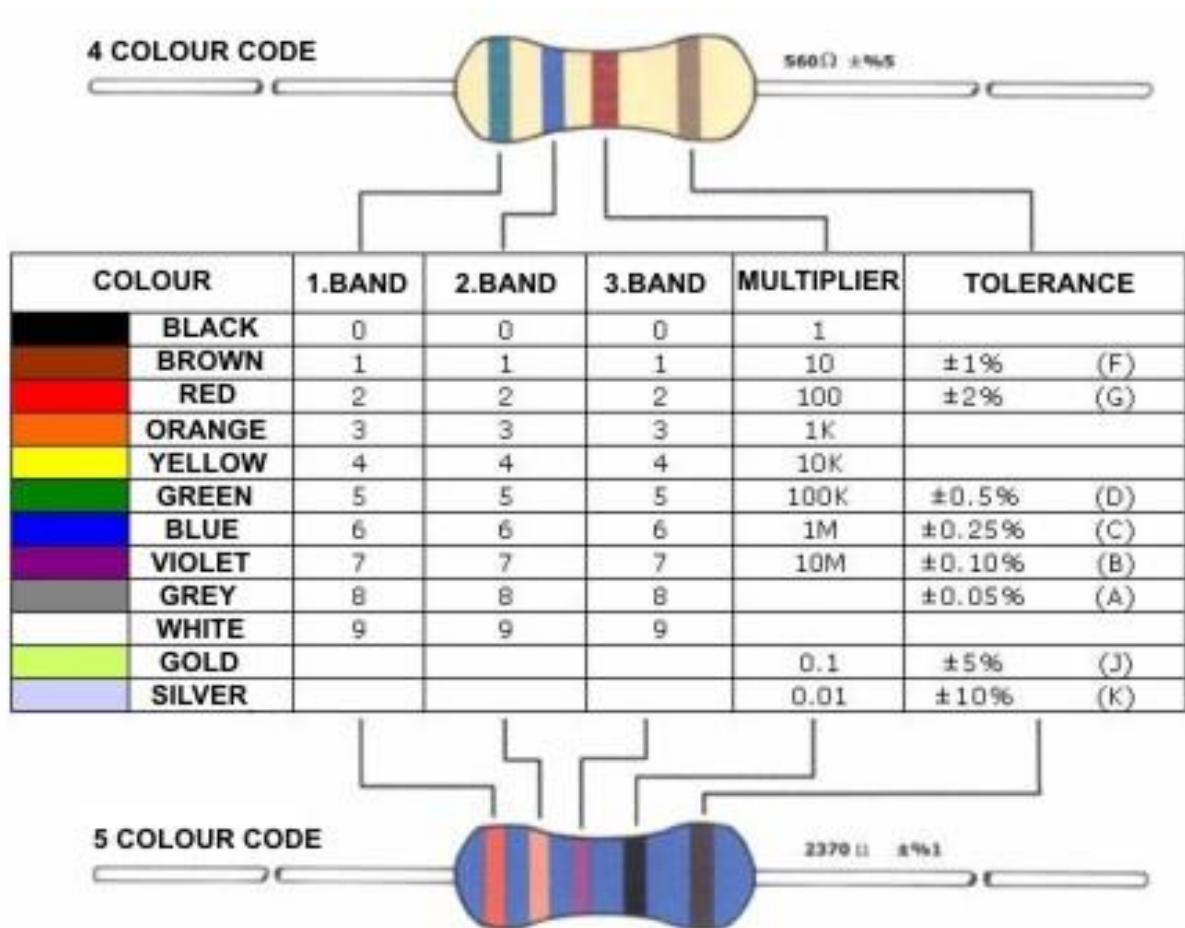 4 COLOUR CODE
560Ω ±%5
COLOUR 1.BAND 2.BAND 3.BAND MULTIPLIER TOLERANCE
BLACK 0 0 0 1
BROWN 1 1 1 10 ±1% (F)
RED 2 2 2 100 ±2% (G)
ORANGE 3 3 3 1K
YELLOW 4 4 4 10K
GREEN 5 5 5 100K ±0.5% (D)
BLUE 6 6 6 1M ±0.25% (C)
VIOLET 7 7 7 10M ±0.10% (B)
GREY 8 8 8 ±0.05% (A)
WHITE 9 9 9
GOLD 0.1 ±5% (J)
SILVER 0.01 ±10% (K)
5 COLOUR CODE
2370 Ω ±%1